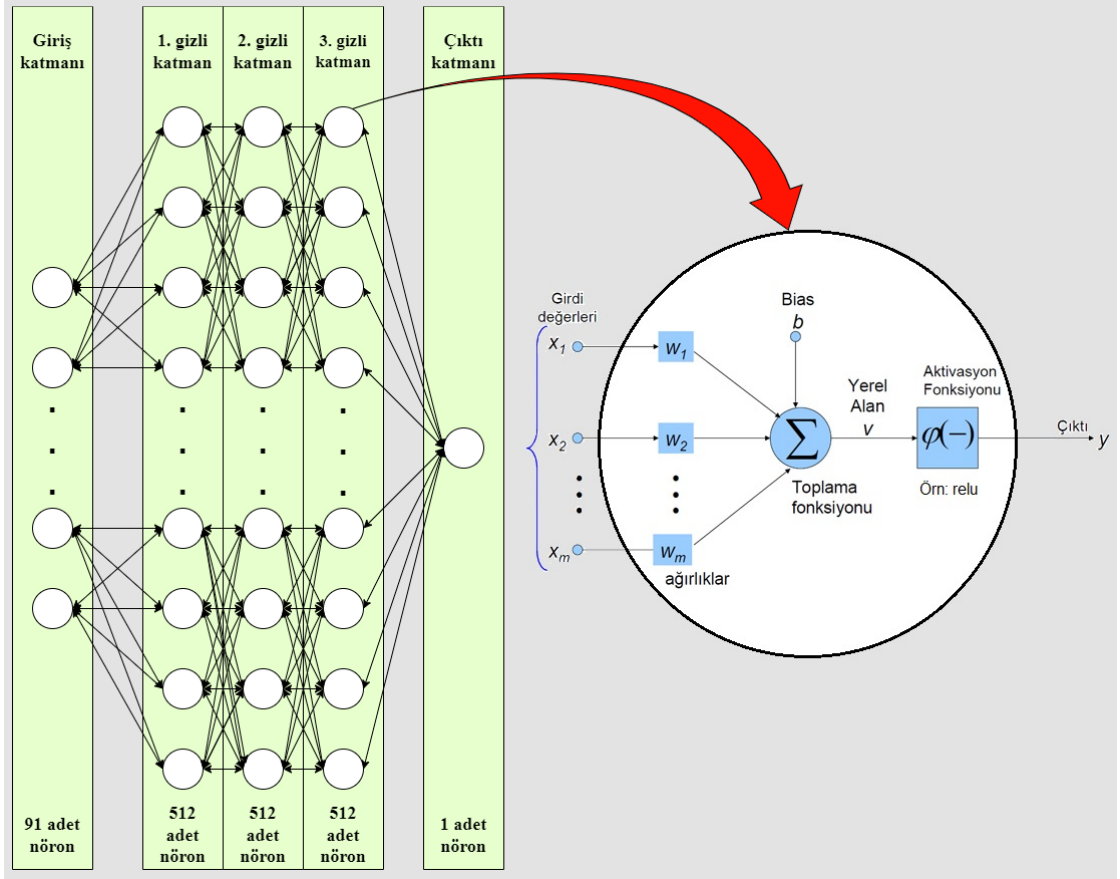 Giriş
katmanı
1. gizli
katman
2. gizli
katman
3. gizli
katman
Çıktı
katmanı
91 adet
nöron
512
adet
nöron
512
adet
nöron
512
adet
nöron
1 adet
nöron
Girdi
değerleri
x1
x2
xm
w1
w2
wm
ağırlıklar
Bias
b
∑
Toplama
fonksiyonu
Yerel
Alan
v
Aktivasyon
Fonksiyonu
φ(−)
Örn: relu
Çıktı
y